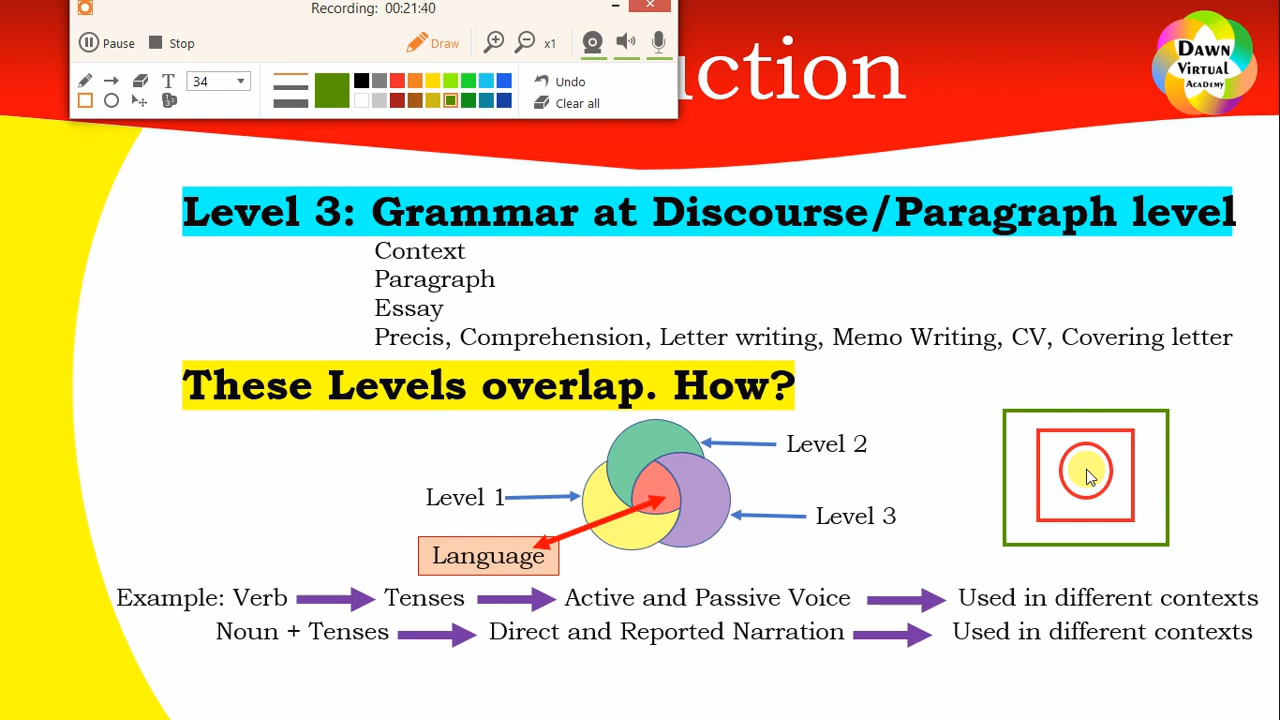 Recording: 00:21:40
Pause
Stop
Draw
x1
T
34
Undo
Clear all
uction
DAWN
VIRTUAL
ACADEMY
Level 3: Grammar at Discourse/Paragraph level
Context
Paragraph
Essay
Precis, Comprehension, Letter writing, Memo Writing, CV, Covering letter
These Levels overlap. How?
Level 2
Level 1
Level 3
Language
Example: Verb Tenses Active and Passive Voice Used in different contexts
Noun + Tenses Direct and Reported Narration Used in different contexts